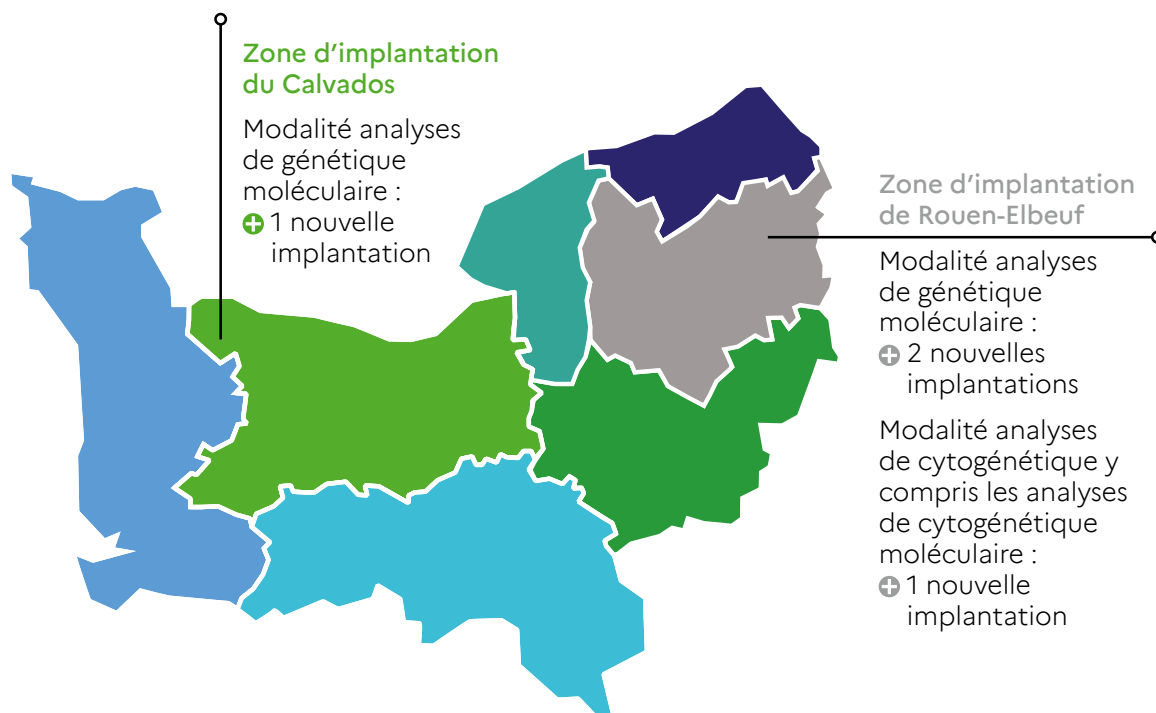 Zone d’implantation
du Calvados
Modalité analyses
de génétique
moléculaire :
1 nouvelle
implantation
Zone d’implantation
de Rouen-Elbeuf
Modalité analyses
de génétique
moléculaire :
2 nouvelles
implantations
Modalité analyses
de cytogénétique y
compris les analyses
de cytogénétique
moléculaire :
1 nouvelle
implantation